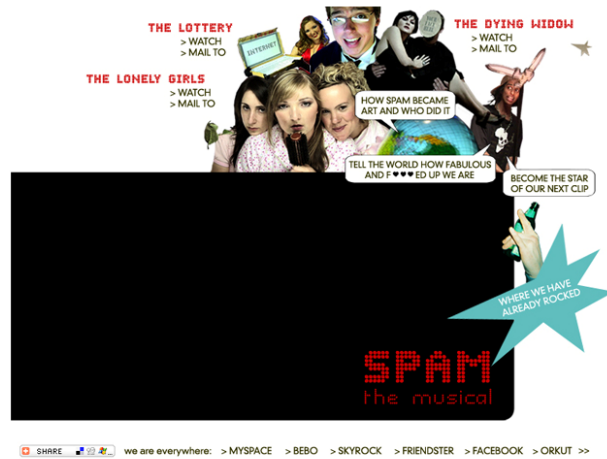 THE LOTTERY
> WATCH
> MAIL TO
THE DYING WIDOW
> WATCH
> MAIL TO
INTERNET
THE LONELY GIRLS
> WATCH
> MAIL TO
HOW SPAM BECAME
ART AND WHO DID IT
TELL THE WORLD HOW FABULOUS
AND F♥♥♥ED UP WE ARE
BECOME THE STAR
OF OUR NEXT CLIP
WHERE WE HAVE
ALREADY ROCKED
SPAM
the musical
SHARE
we are everywhere: > MYSPACE > BEBO > SKYROCK > FRIENDSTER > FACEBOOK > ORKUT >>